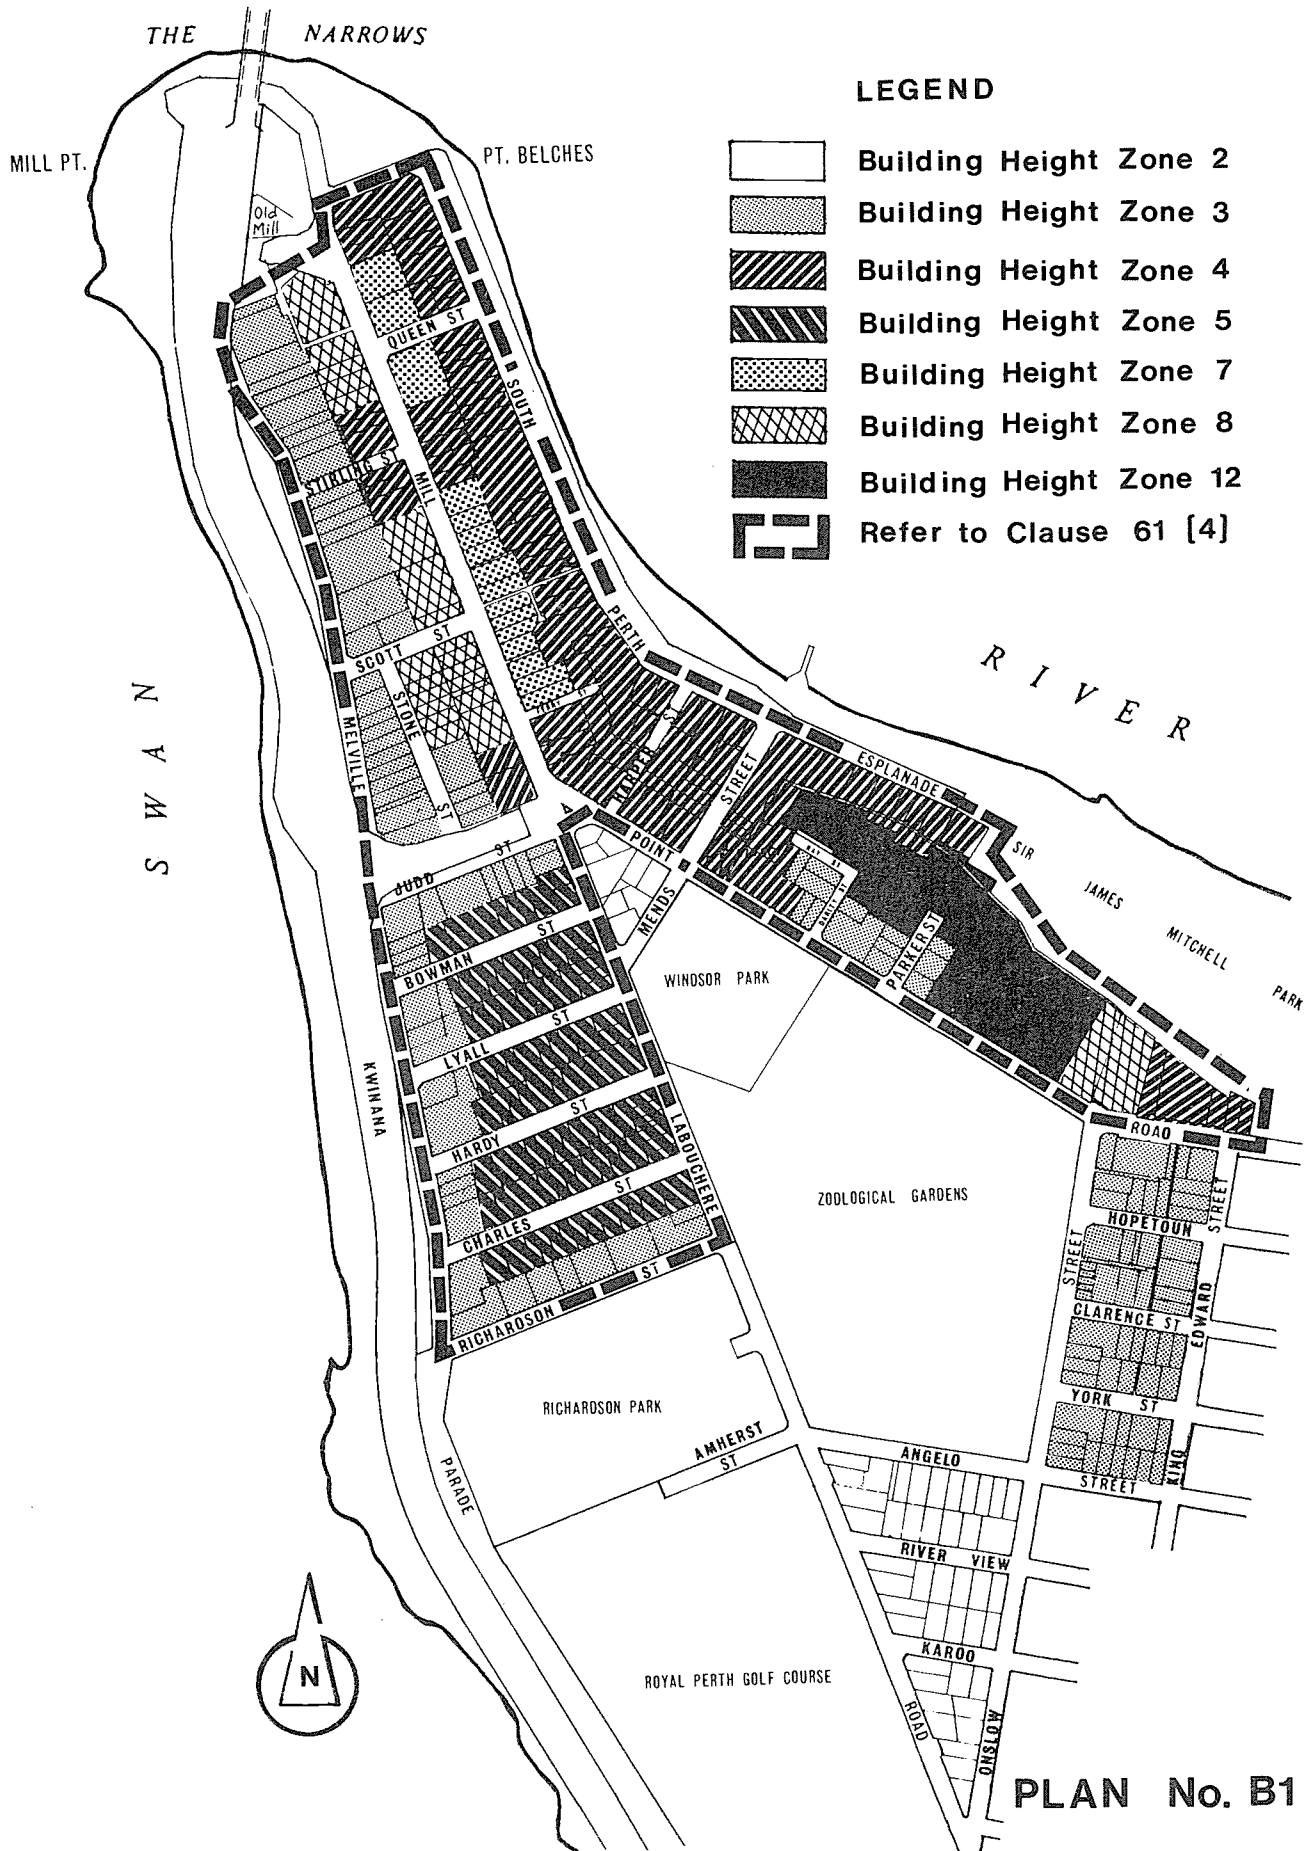 THE NARROWS
LEGEND
MILL PT.
PT. BELCHES
Building Height Zone 2
Building Height Zone 3
Building Height Zone 4
Building Height Zone 5
Building Height Zone 7
Building Height Zone 8
Building Height Zone 12
Refer to Clause 61 [4]
Old
Mill
QUEEN ST
SOUTH
STIRLING ST
MILL
PERTH
SCOTT ST
STONE
ST
MELVILLE
SWAN
RIVER
HARPER ST
STREET
ESPLANADE
POINT
MENDS
SIR
JAMES
MITCHELL
PARK
JUDD ST
BOWMAN ST
LYALL ST
HARDY ST
CHARLES ST
RICHARDSON ST
KWINANA
LABOUCHERE
WINDSOR PARK
PARKER ST
ROAD
ZOOLOGICAL GARDENS
HOPETOUN
STREET
STREET
CLARENCE ST
EDWARD
YORK ST
KING
RICHARDSON PARK
AMHERST
ST
ANGELO
STREET
PARADE
RIVER VIEW
KAROO
ROYAL PERTH GOLF COURSE
ROAD
ONSLOW
N
PLAN No. B1